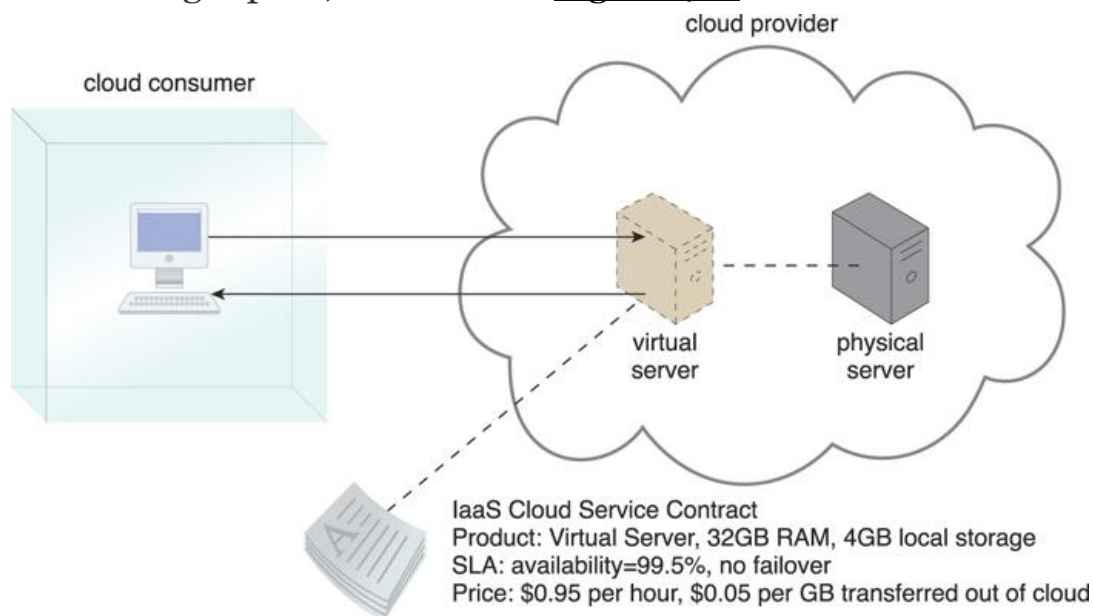 cloud provider
cloud consumer
virtual
server
physical
server
IaaS Cloud Service Contract
Product: Virtual Server, 32GB RAM, 4GB local storage
SLA: availability=99.5%, no failover
Price: $0.95 per hour, $0.05 per GB transferred out of cloud